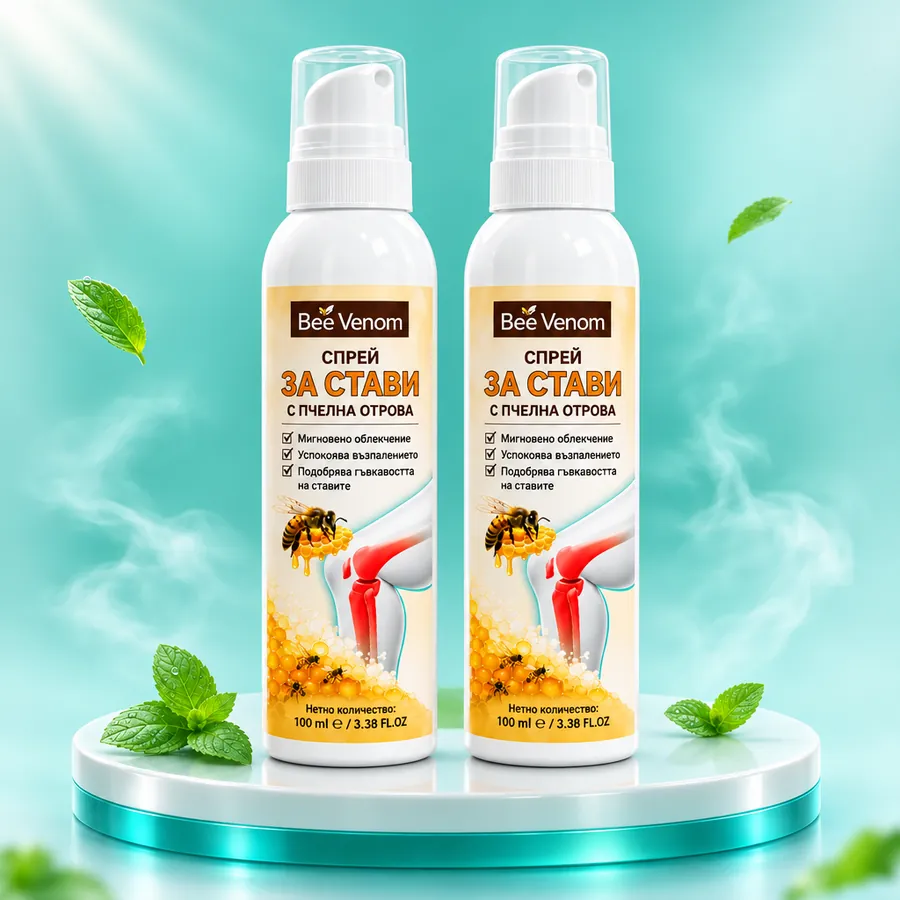 Bee Venom
СПРЕЙ
ЗА СТАВИ
С ПЧЕЛНА ОТРОВА
Мигновено облекчение
Успокоява възпалението
Подобрява гъвкавостта
на ставите
Нетно количество:
100 ml ℮ / 3.38 FL.OZ
Bee Venom
СПРЕЙ
ЗА СТАВИ
С ПЧЕЛНА ОТРОВА
Мигновено облекчение
Успокоява възпалението
Подобрява гъвкавостта
на ставите
Нетно количество:
100 ml ℮ / 3.38 FL.OZ